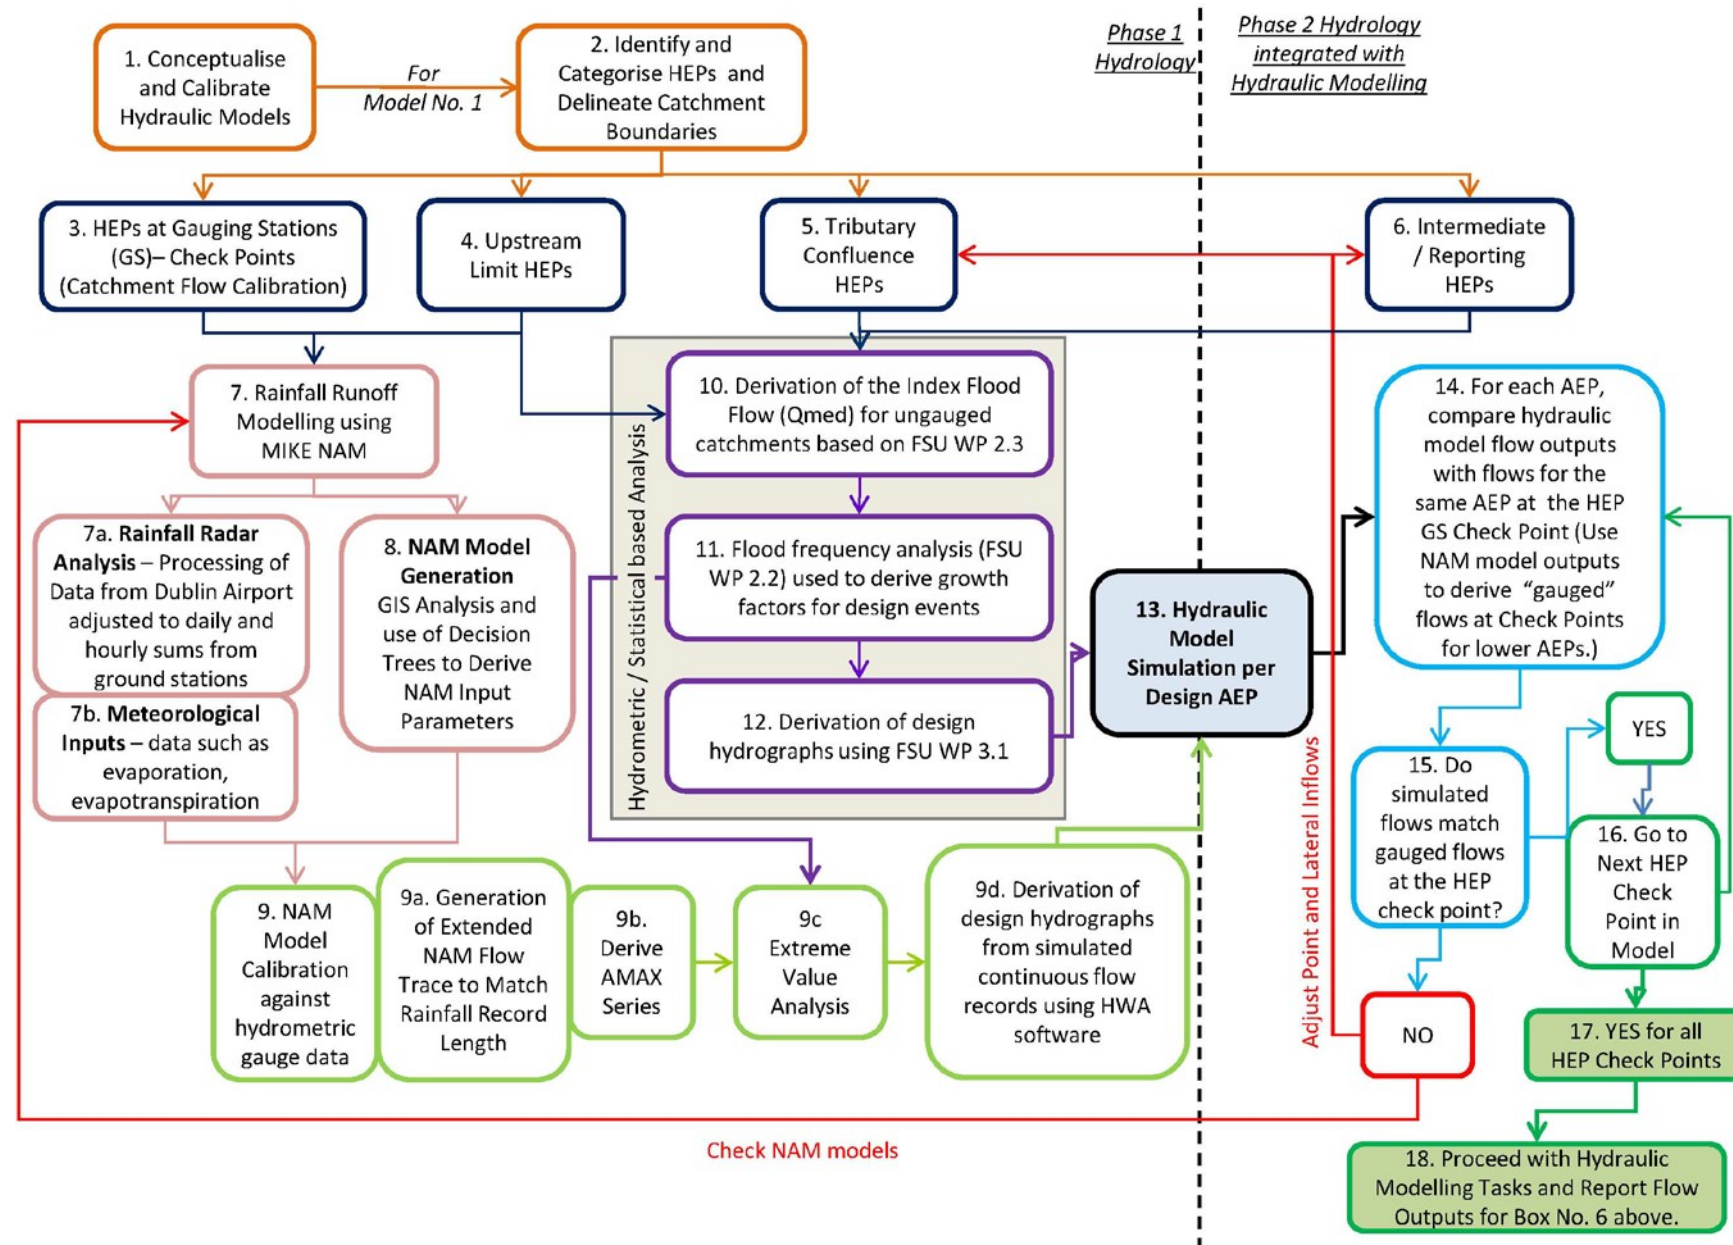 1. Conceptualise
and Calibrate
Hydraulic Models
For
Model No. 1
2. Identify and
Categorise HEPs and
Delineate Catchment
Boundaries
Phase 1
Hydrology
Phase 2 Hydrology
integrated with
Hydraulic Modelling
3. HEPs at Gauging Stations
(GS)– Check Points
(Catchment Flow Calibration)
4. Upstream
Limit HEPs
5. Tributary
Confluence
HEPs
6. Intermediate
/ Reporting
HEPs
7. Rainfall Runoff
Modelling using
MIKE NAM
7a. Rainfall Radar
Analysis – Processing of
Data from Dublin Airport
adjusted to daily and
hourly sums from
ground stations
7b. Meteorological
Inputs – data such as
evaporation,
evapotranspiration
8. NAM Model
Generation
GIS Analysis and
use of Decision
Trees to Derive
NAM Input
Parameters
Hydrometric / Statistical based Analysis
10. Derivation of the Index Flood
Flow (Qmed) for ungauged
catchments based on FSU WP 2.3
11. Flood frequency analysis (FSU
WP 2.2) used to derive growth
factors for design events
12. Derivation of design
hydrographs using FSU WP 3.1
13. Hydraulic
Model
Simulation per
Design AEP
14. For each AEP,
compare hydraulic
model flow outputs
with flows for the
same AEP at the HEP
GS Check Point (Use
NAM model outputs
to derive “gauged”
flows at Check Points
for lower AEPs.)
15. Do
simulated
flows match
gauged flows
at the HEP
check point?
YES
16. Go to
Next HEP
Check
Point in
Model
9. NAM
Model
Calibration
against
hydrometric
gauge data
9a. Generation
of Extended
NAM Flow
Trace to Match
Rainfall Record
Length
9b.
Derive
AMAX
Series
9c
Extreme
Value
Analysis
9d. Derivation of
design hydrographs
from simulated
continuous flow
records using HWA
software
Adjust Point and Lateral Inflows
NO
17. YES for all
HEP Check Points
Check NAM models
18. Proceed with Hydraulic
Modelling Tasks and Report Flow
Outputs for Box No. 6 above.